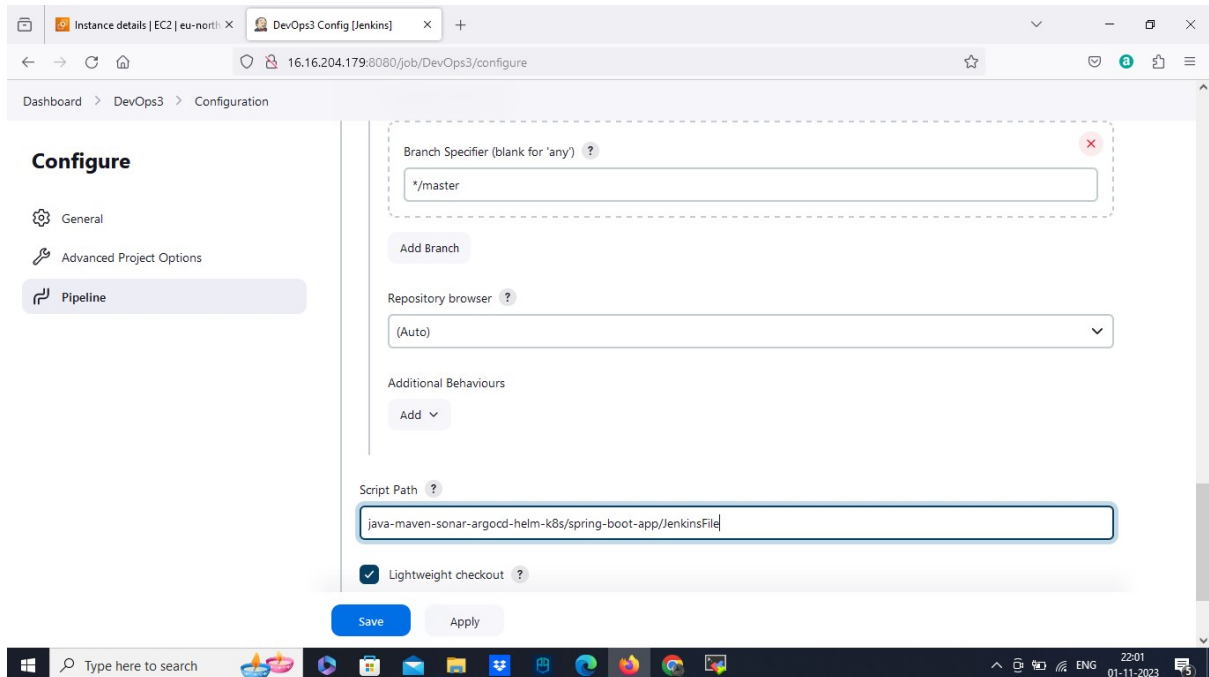 Instance details | EC2 | eu-north
DevOps3 Config [Jenkins]
16.16.204.179:8080/job/DevOps3/configure
Dashboard > DevOps3 > Configuration
Configure
General
Advanced Project Options
Pipeline
Branch Specifier (blank for 'any') ?
*/master
Add Branch
Repository browser ?
(Auto)
Additional Behaviours
Add
Script Path ?
java-maven-sonar-argocd-helm-k8s/spring-boot-app/JenkinsFile
Lightweight checkout ?
Save Apply
Type here to search
ENG
22:01
01-11-2023
5